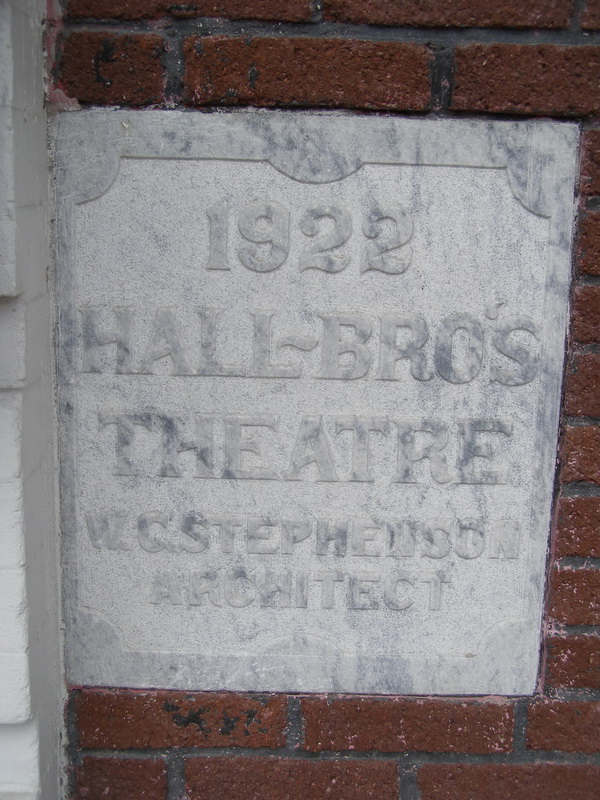 1922
HALL~BRO'S
THEATRE
W.C.STEPHENSON
ARCHITECT